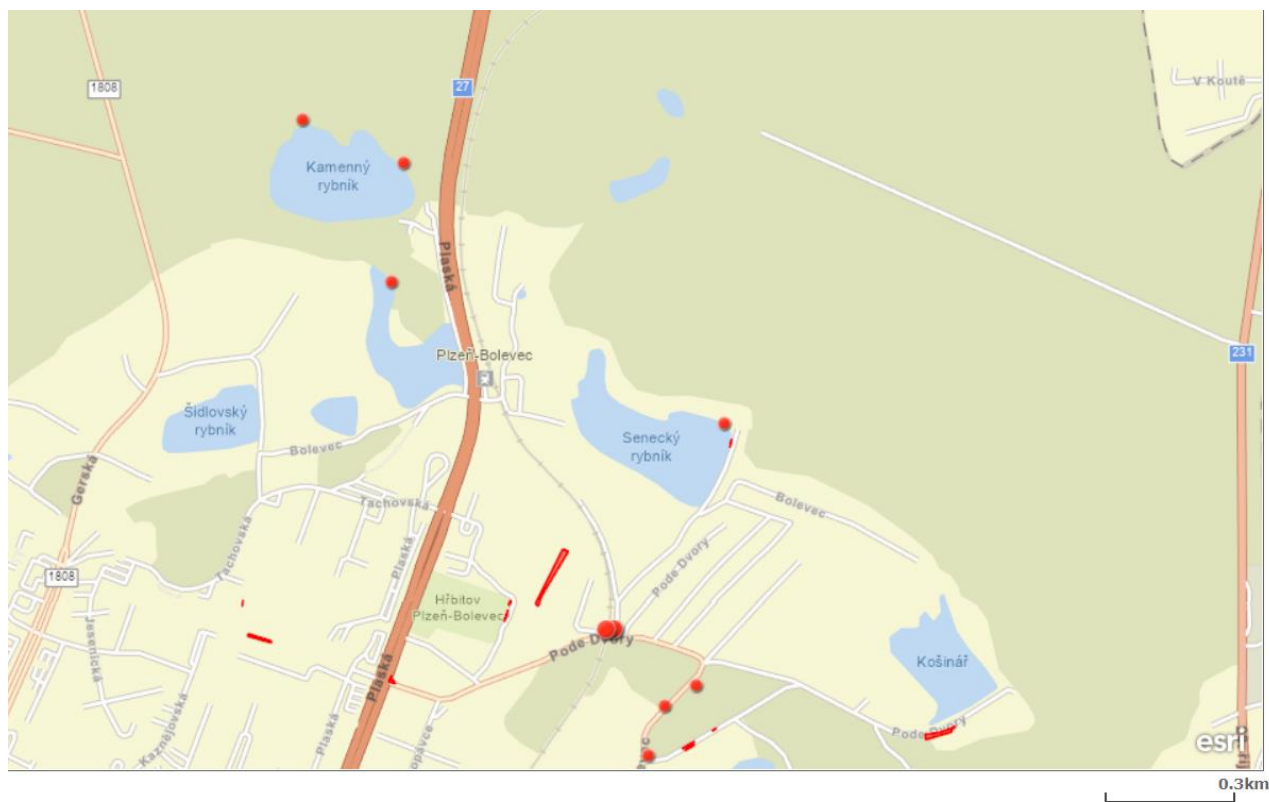 V Koutě
1808
27
Kamenný
rybník
Plaská
231
Plzeň-Bolevec
Šídlovský
rybník
Senecký
rybník
Bolevec
Gerská
Tachovská
Bolevec
Plaská
Pode Dvory
Tachovská
1808
Hřbitov
Plzeň-Bolevec
Jesenická
Pode Dvory
Košinář
Plaská
Pode Dvory
Kaznějovská
Plaská
esri
0.3km